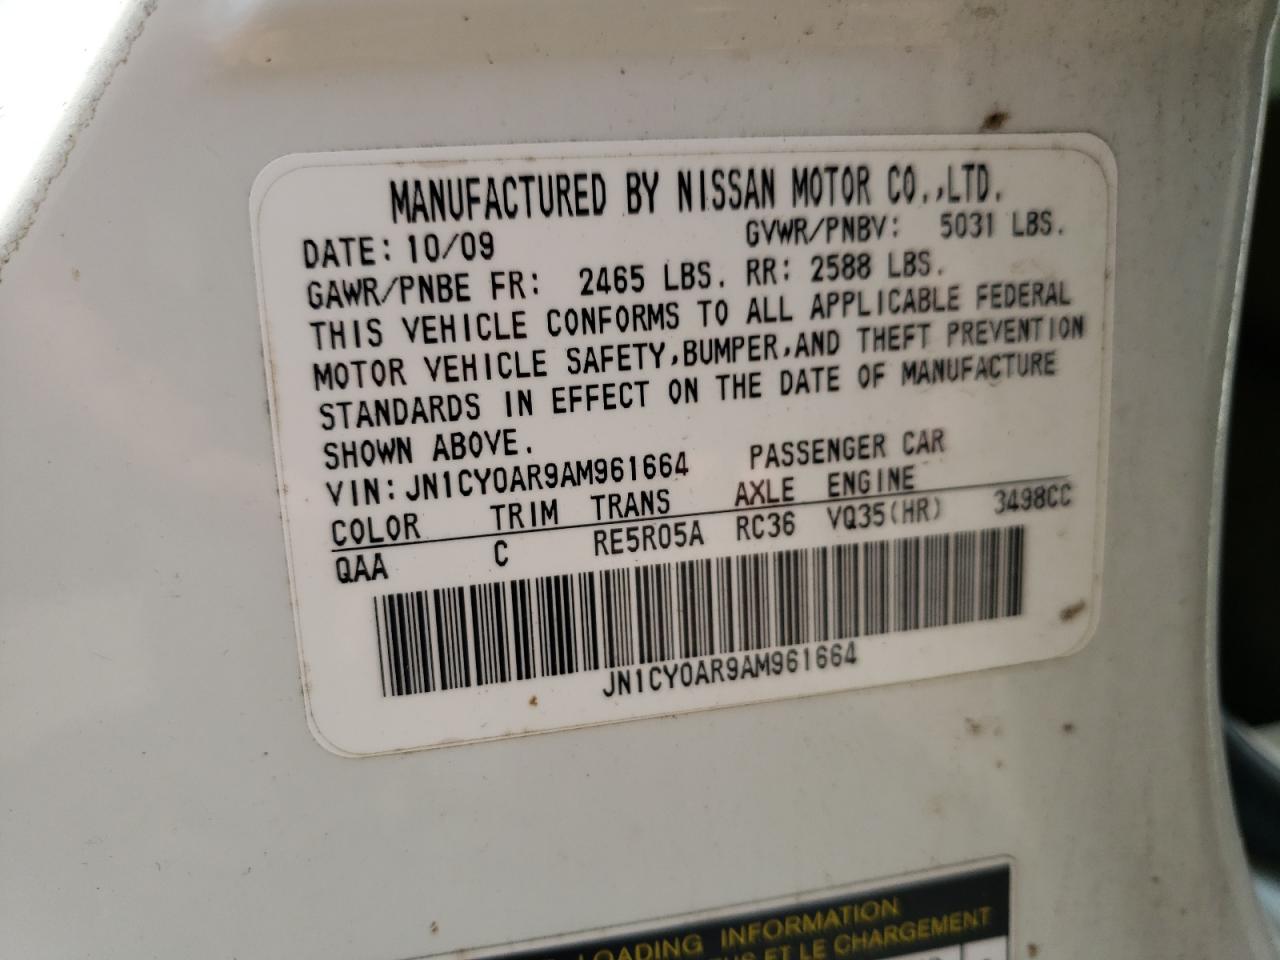 MANUFACTURED BY NISSAN MOTOR CO.,LTD.
DATE: 10/09 GVWR/PNBV: 5031 LBS.
GAWR/PNBE FR: 2465 LBS. RR: 2588 LBS.
THIS VEHICLE CONFORMS TO ALL APPLICABLE FEDERAL
MOTOR VEHICLE SAFETY,BUMPER,AND THEFT PREVENTION
STANDARDS IN EFFECT ON THE DATE OF MANUFACTURE
SHOWN ABOVE.
VIN: JN1CY0AR9AM961664 PASSENGER CAR
COLOR TRIM TRANS AXLE ENGINE
QAA C RE5R05A RC36 VQ35(HR) 3498CC
JN1CY0AR9AM961664
LOADING INFORMATION
ET LE CHARGEMENT